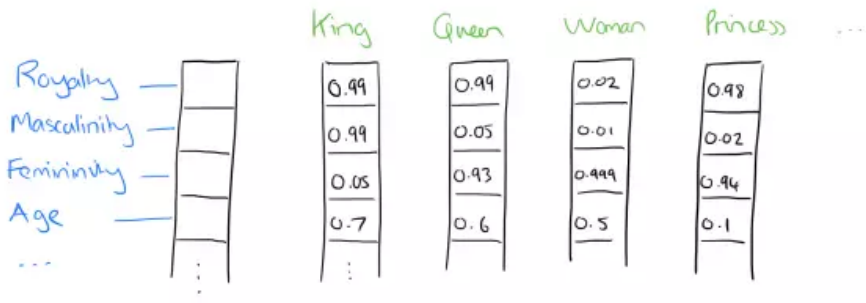 King Queen Woman Princess ...
Royalty 0.99 0.99 0.02 0.98
Masculinity 0.99 0.05 0.01 0.02
Femininity 0.05 0.93 0.999 0.94
Age 0.7 0.6 0.5 0.1
...